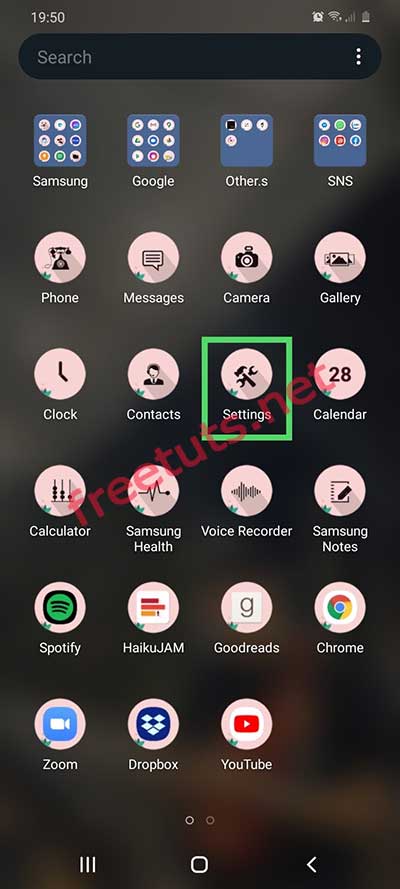 19:50
Search
Samsung Google Other.s SNS
Phone Messages Camera Gallery
28
Clock Contacts Settings Calendar
freetuts.net
Calculator Samsung Health Voice Recorder Samsung Notes
g
Spotify HaikuJAM Goodreads Chrome
Zoom Dropbox YouTube